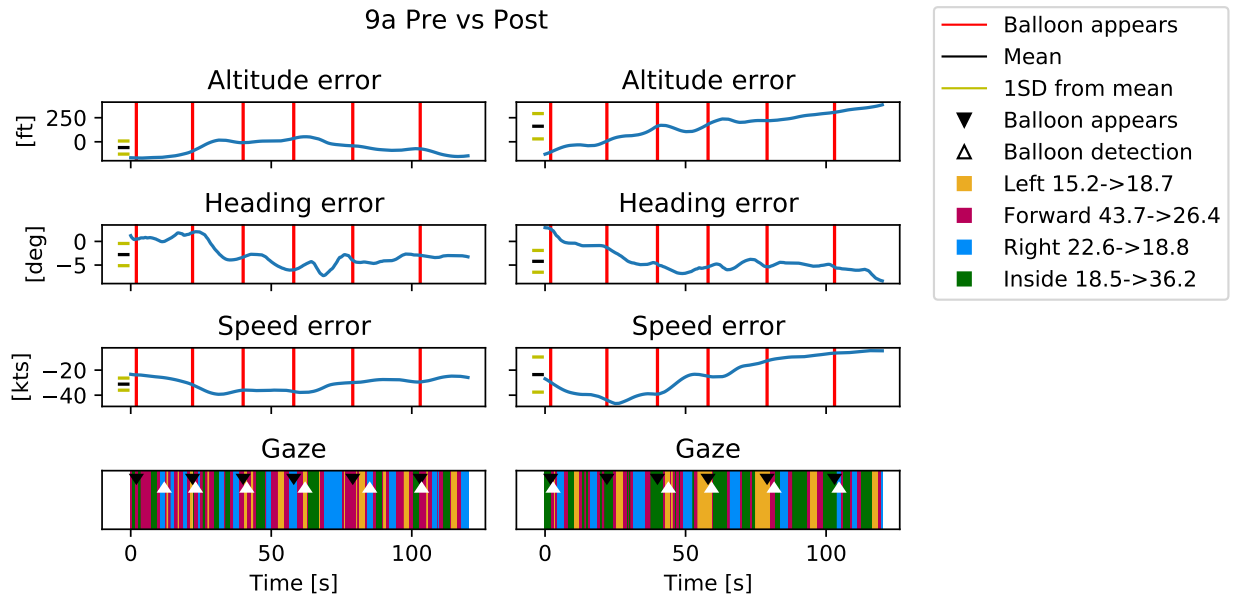 9a Pre vs Post
Altitude error
Altitude error
[ft]
250
0
Heading error
Heading error
[deg]
0
−5
Speed error
Speed error
[kts]
−20
−40
Gaze
Gaze
0
50
100
0
50
100
Time [s]
Time [s]
Balloon appears
Mean
1SD from mean
Balloon appears
Balloon detection
Left 15.2->18.7
Forward 43.7->26.4
Right 22.6->18.8
Inside 18.5->36.2